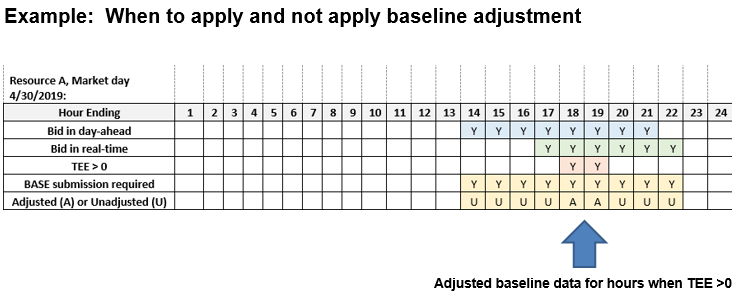 Example:  When to apply and not apply baseline adjustment
Resource A, Market day
4/30/2019:
Hour Ending 1 2 3 4 5 6 7 8 9 10 11 12 13 14 15 16 17 18 19 20 21 22 23 24
Bid in day-ahead Y Y Y Y Y Y Y Y
Bid in real-time Y Y Y Y Y Y
TEE > 0 Y Y
BASE submission required Y Y Y Y Y Y Y Y Y
Adjusted (A) or Unadjusted (U) U U U U A A U U U
Adjusted baseline data for hours when TEE >0